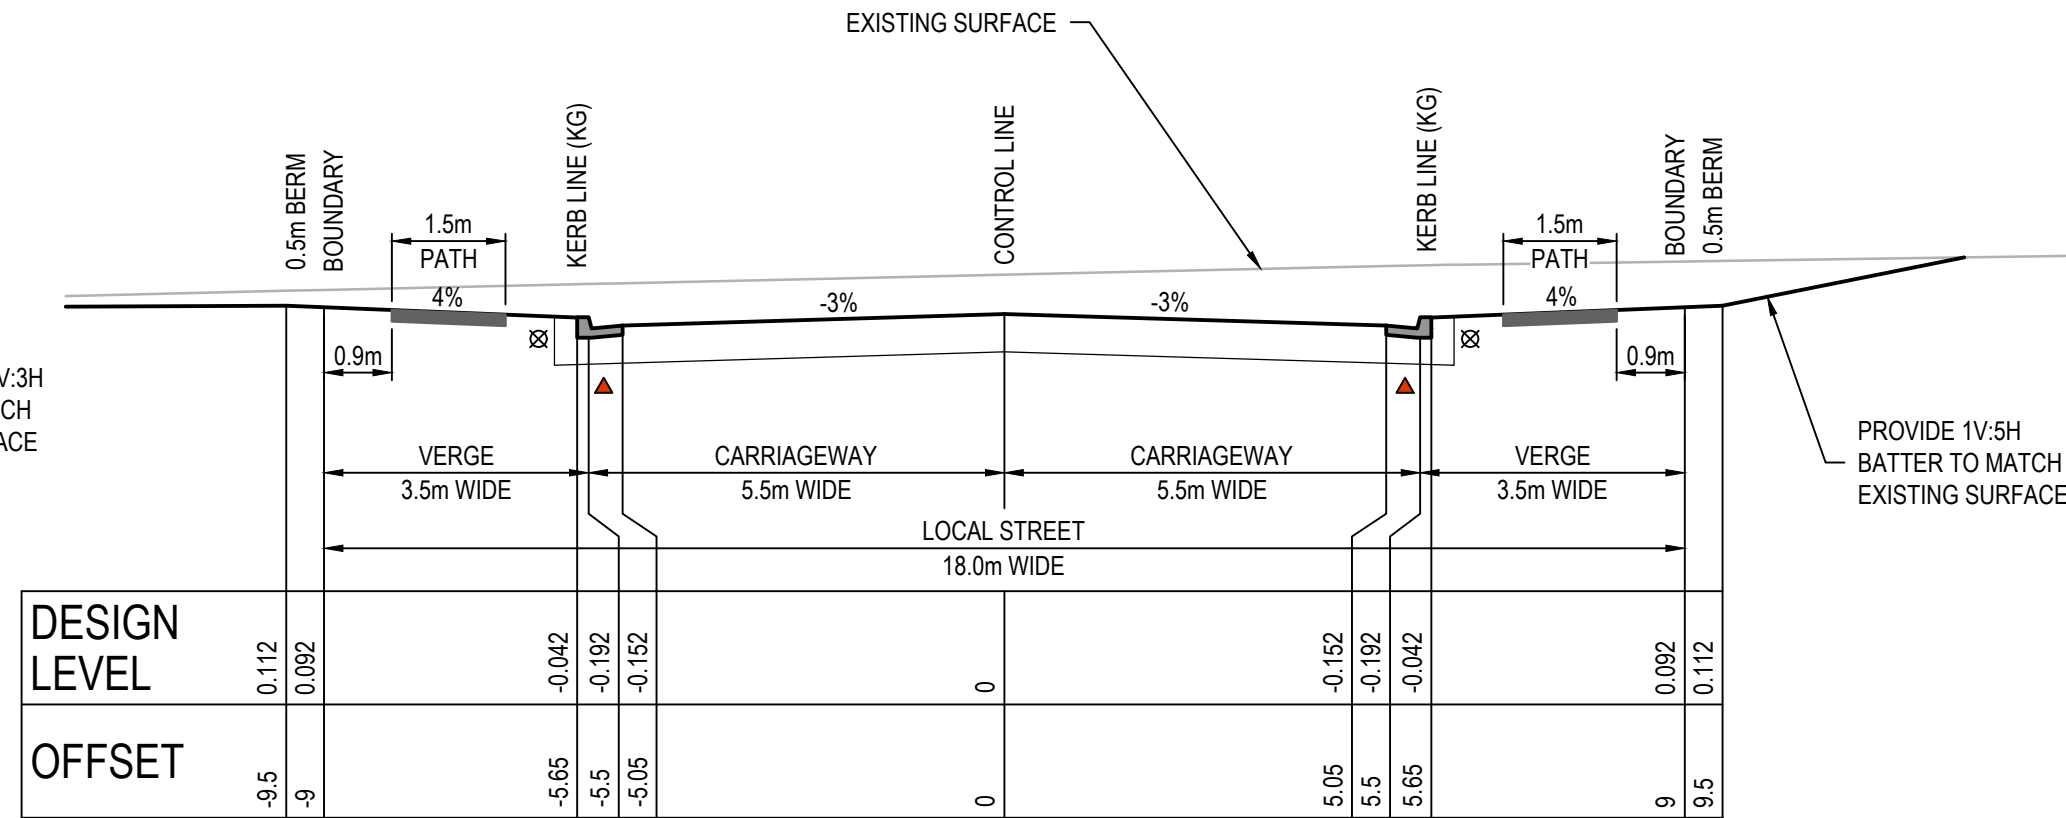 EXISTING SURFACE
0.5m BERM
BOUNDARY
KERB LINE (KG)
CONTROL LINE
KERB LINE (KG)
BOUNDARY
0.5m BERM
1.5m
PATH
4%
-3%
-3%
1.5m
PATH
4%
0.9m
0.9m
V:3H
TCH
ACE
PROVIDE 1V:5H
BATTER TO MATCH
EXISTING SURFACE
VERGE
3.5m WIDE
CARRIAGEWAY
5.5m WIDE
CARRIAGEWAY
5.5m WIDE
VERGE
3.5m WIDE
LOCAL STREET
18.0m WIDE
DESIGN
LEVEL
0.112
0.092
-0.042
-0.192
-0.152
0
-0.152
-0.192
-0.042
0.092
0.112
OFFSET
-9.5
-9
-5.65
-5.5
-5.05
0
5.05
5.5
5.65
9
9.5